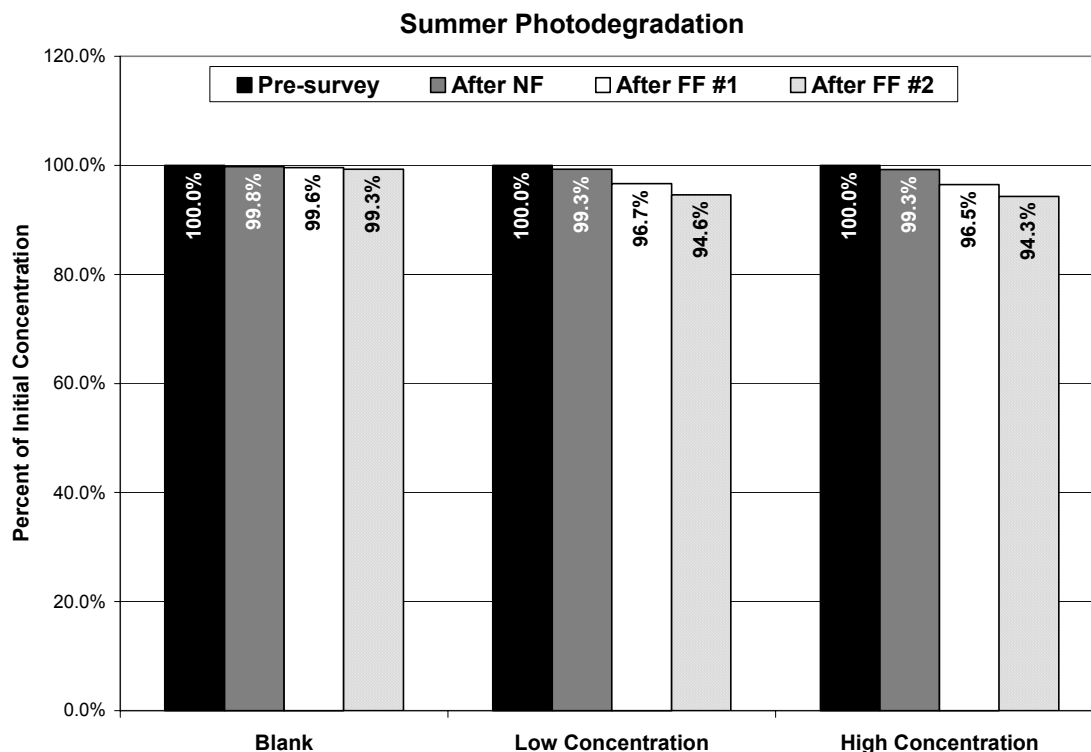 Summer Photodegradation
120.0%
100.0%
80.0%
60.0%
40.0%
20.0%
0.0%
Percent of Initial Concentration
Pre-survey After NF After FF #1 After FF #2
100.0% 99.8% 99.6% 99.3%
100.0% 99.3% 96.7% 94.6%
100.0% 99.3% 96.5% 94.3%
Blank Low Concentration High Concentration